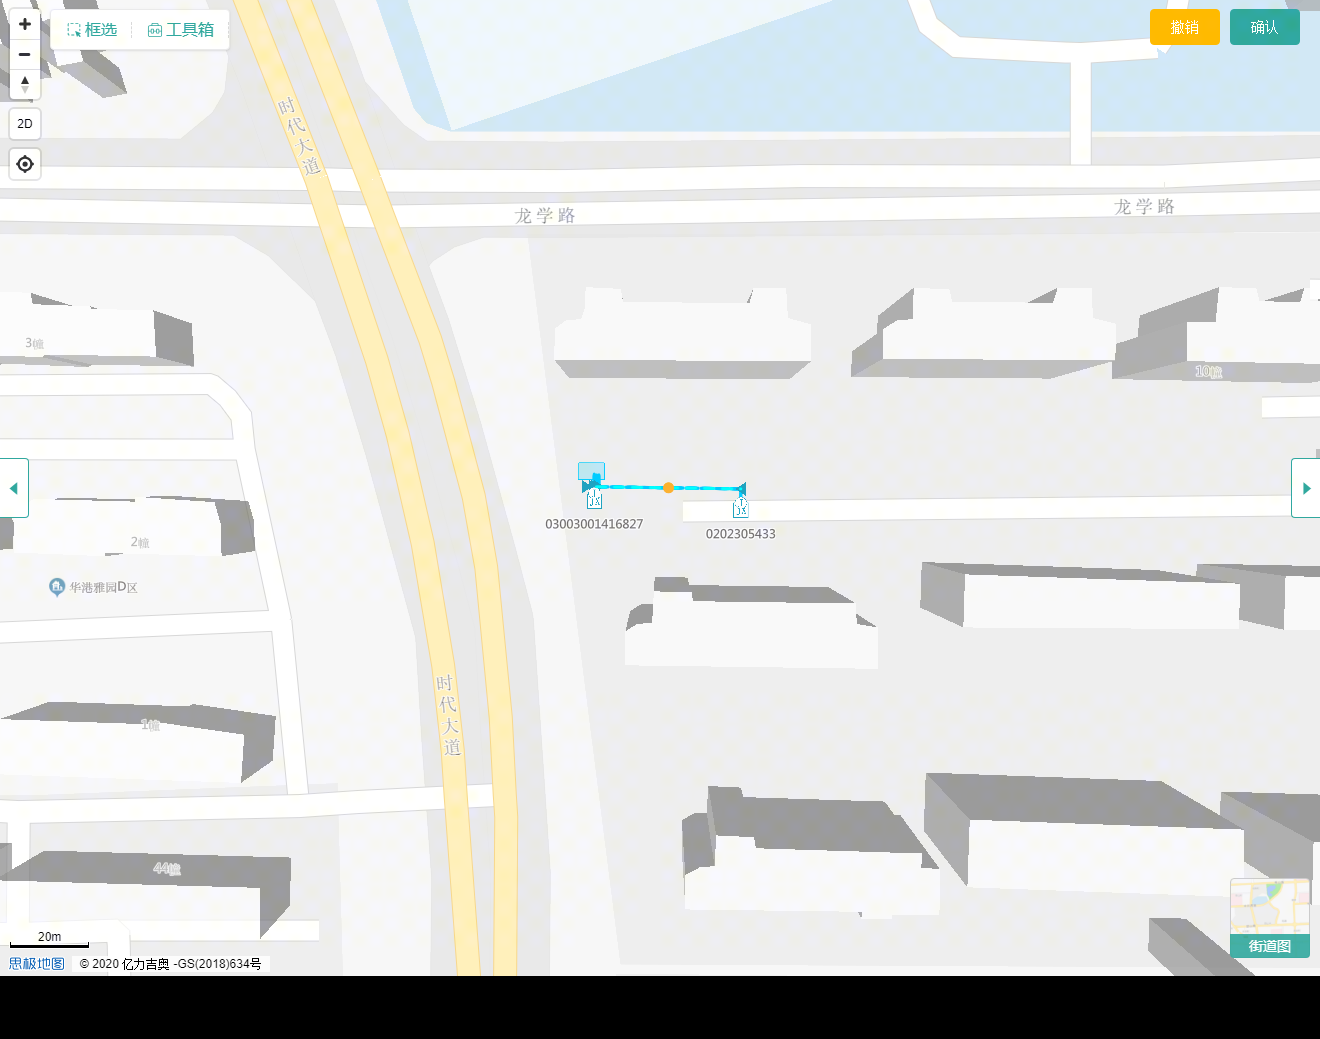 框选
工具箱
撤销
确认
2D
时代大道
龙学路
龙学路
3幢
10幢
jx
jx
03003001416827
0202305433
2幢
华港雅园D区
时代大道
1幢
44幢
20m
街道图
思极地图
© 2020 亿力吉奥 -GS(2018)634号